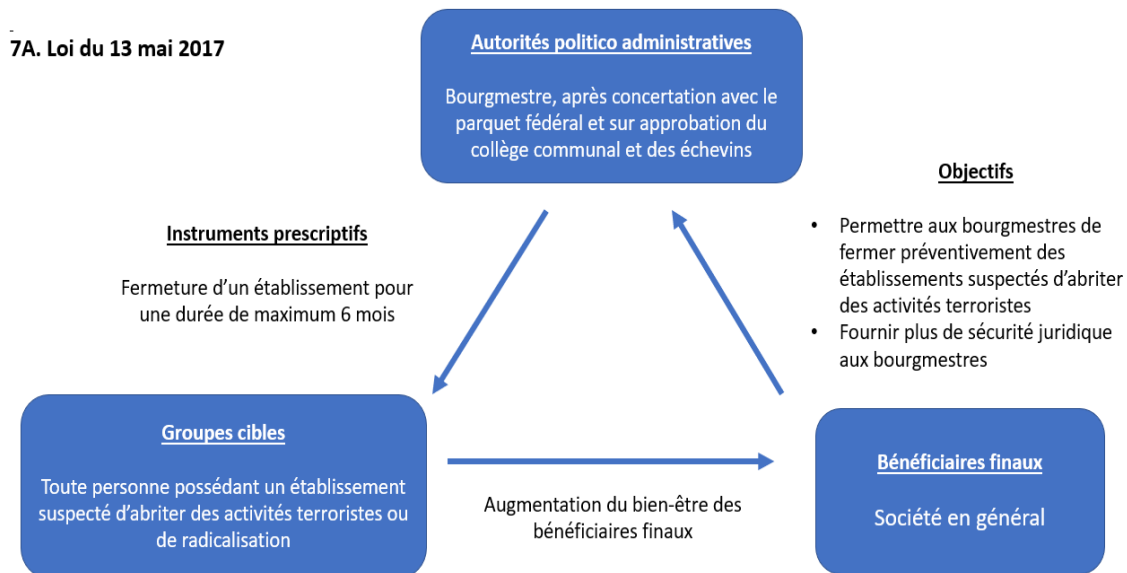 7A. Loi du 13 mai 2017
Autorités politico administratives
Bourgmestre, après concertation avec le
parquet fédéral et sur approbation du
collège communal et des échevins
Objectifs
• Permettre aux bourgmestres de
fermer préventivement des
établissements suspectés d’abriter
des activités terroristes
• Fournir plus de sécurité juridique
aux bourgmestres
Instruments prescriptifs
Fermeture d’un établissement pour
une durée de maximum 6 mois
Groupes cibles
Toute personne possédant un établissement
suspecté d’abriter des activités terroristes ou
de radicalisation
Augmentation du bien-être des
bénéficiaires finaux
Bénéficiaires finaux
Société en général